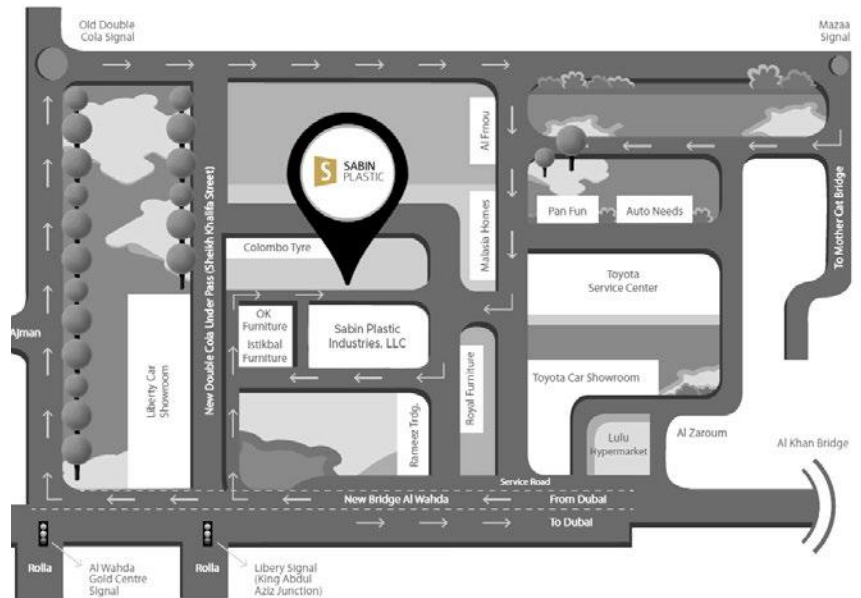 Old Double
Cola Signal
Mazaa
Signal
SABIN
PLASTIC
Al Frnou
Malasia Homes
Pan Fun
Auto Needs
To Mother Cat Bridge
New Double Cola Under Pass (Sheikh Khalifa Street)
Colombo Tyre
Toyota
Service Center
OK
Furniture
Istikbal
Furniture
Sabin Plastic
Industries, LLC
Ajman
Liberty Car
Showroom
Royal Furniture
Toyota Car Showroom
Rameez Trdg.
Lulu
Hypermarket
Al Zaroum
Al Khan Bridge
Service Road
New Bridge Al Wahda
From Dubai
To Dubai
Rolla
Al Wahda
Gold Centre
Signal
Rolla
Libery Signal
(King Abdul
Aziz Junction)